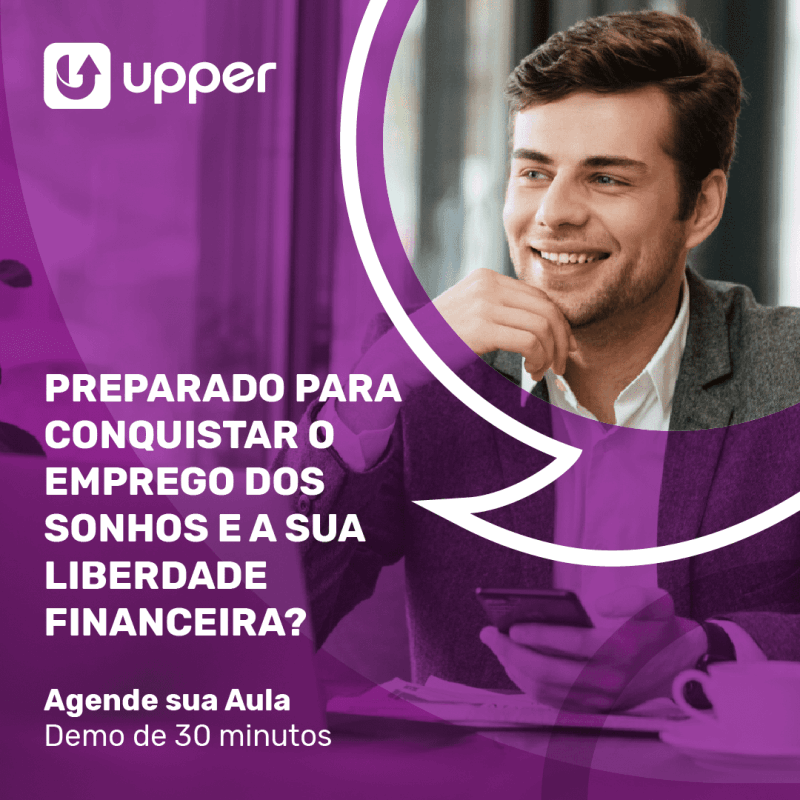 upper
PREPARADO PARA
CONQUISTAR O
EMPREGO DOS
SONHOS E A SUA
LIBERDADE
FINANCEIRA?
Agende sua Aula
Demo de 30 minutos